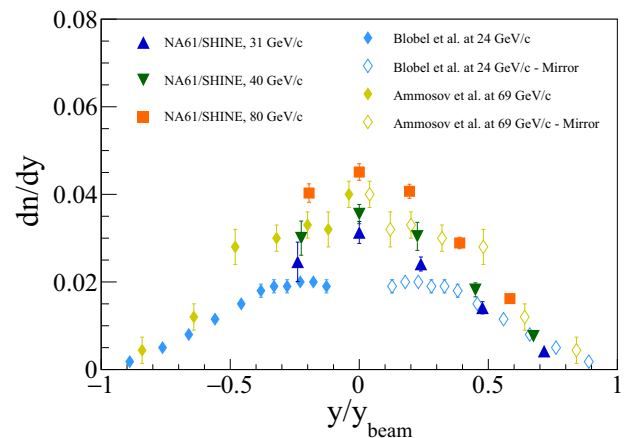 0.08
0.06
0.04
0.02
0
dn/dy
NA61/SHINE, 31 GeV/c
NA61/SHINE, 40 GeV/c
NA61/SHINE, 80 GeV/c
Blobel et al. at 24 GeV/c
Blobel et al. at 24 GeV/c - Mirror
Ammosov et al. at 69 GeV/c
Ammosov et al. at 69 GeV/c - Mirror
−1 −0.5 0 0.5 1
y/y_beam